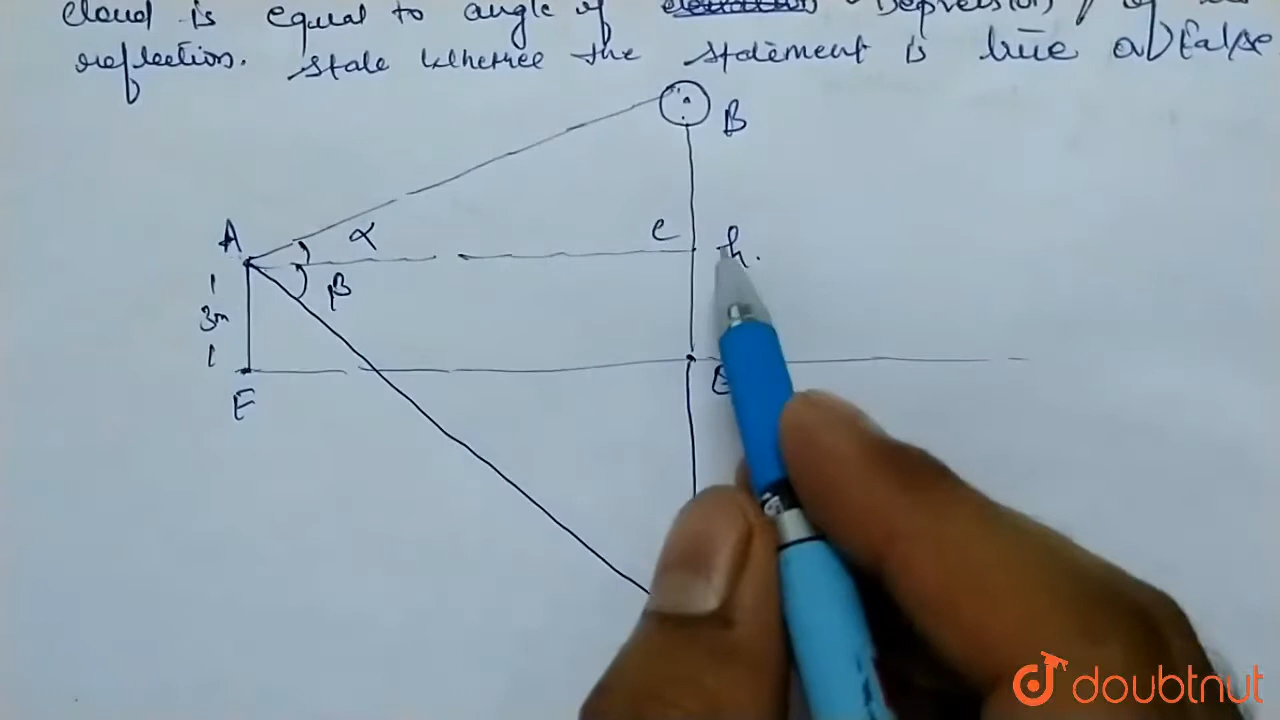 cloud is equal to angle of Depression, of
reflection. state whether the statement is true or false
B
A α C h.
β
3m
E
doubtnut